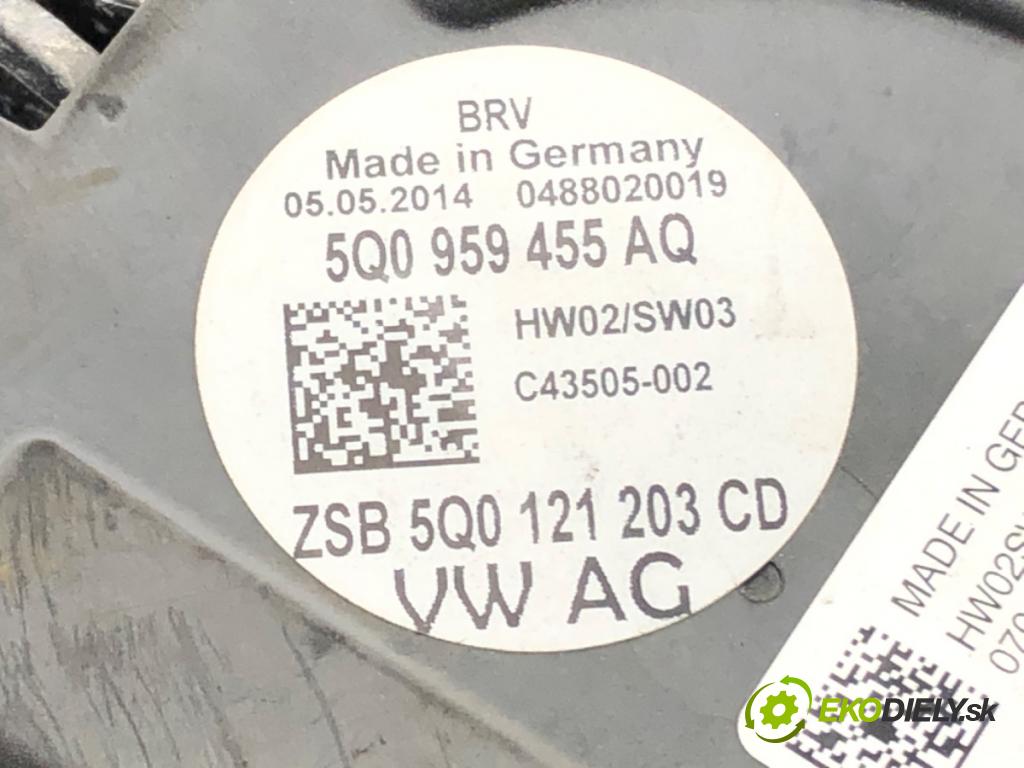 BRV
Made in Germany
05.05.2014 0488020019
5Q0 959 455 AQ
HW02/SW03
C43505-002
ZSB 5Q0 121 203 CD
VW AG
MADE IN GER
HW02S
070
EKODIELY.sk